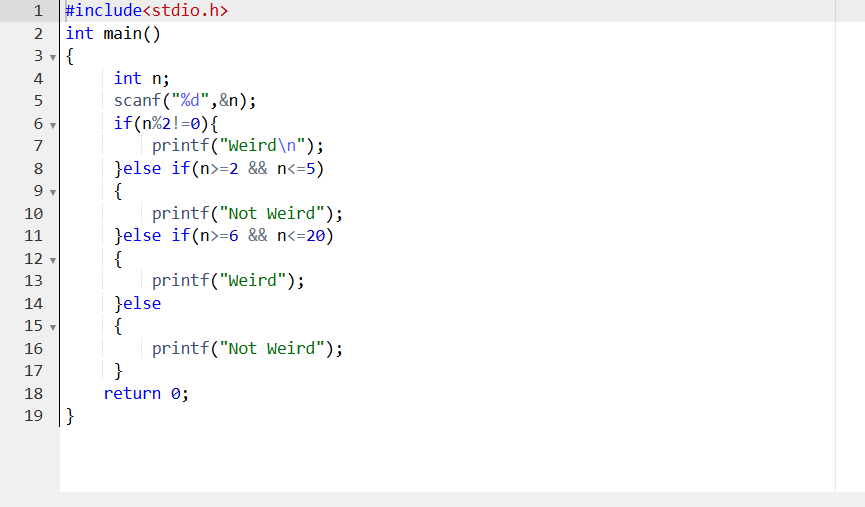 1 #include<stdio.h>
2 int main()
3 {
4 int n;
5 scanf("%d",&n);
6 if(n%2!=0){
7 printf("Weird\n");
8 }else if(n>=2 && n<=5)
9 {
10 printf("Not Weird");
11 }else if(n>=6 && n<=20)
12 {
13 printf("Weird");
14 }else
15 {
16 printf("Not Weird");
17 }
18 return 0;
19 }